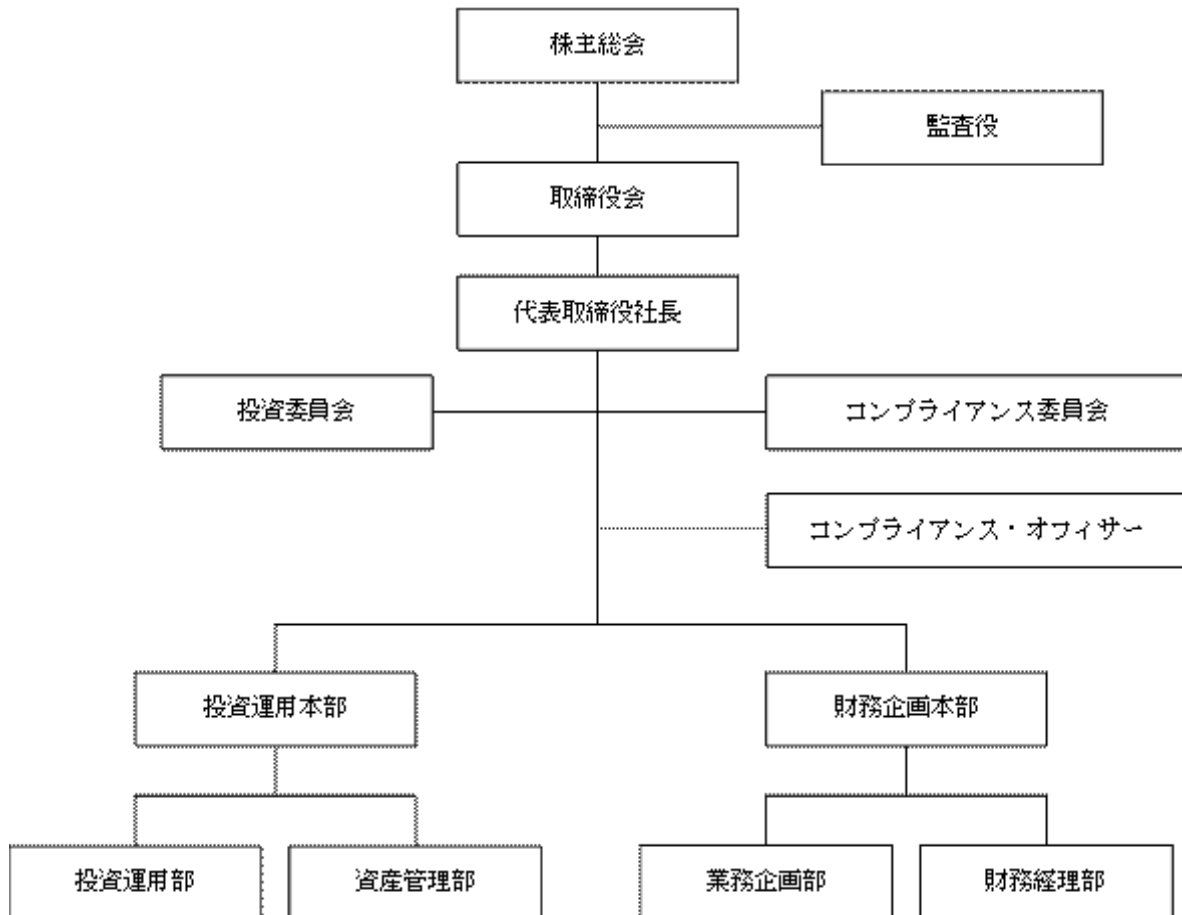 株主総会
監査役
取締役会
代表取締役社長
投資委員会
コンプライアンス委員会
コンプライアンス・オフィサー
投資運用本部
財務企画本部
投資運用部
資産管理部
業務企画部
財務経理部